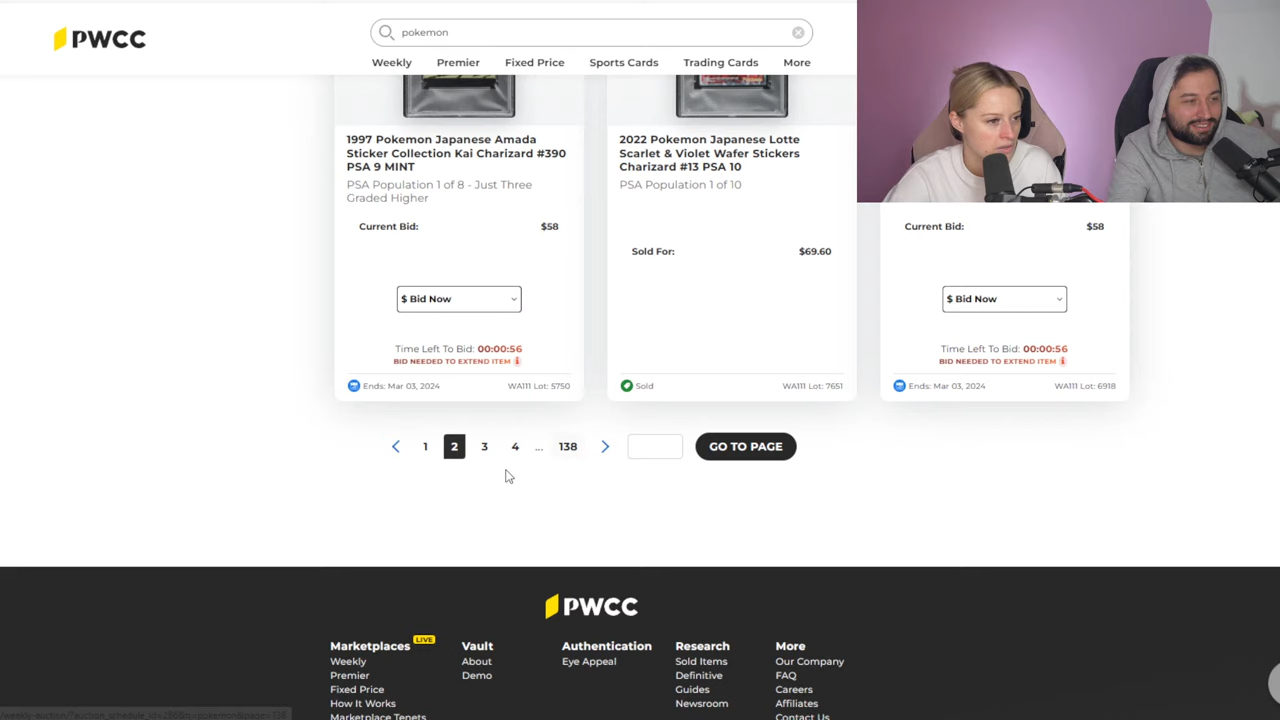 PWCC
pokemon
Weekly
Premier
Fixed Price
Sports Cards
Trading Cards
More
1997 Pokemon Japanese Amada
Sticker Collection Kai Charizard #390
PSA 9 MINT
PSA Population 1 of 8 - Just Three
Graded Higher
Current Bid: $58
$ Bid Now
Time Left To Bid: 00:00:56
BID NEEDED TO EXTEND ITEM
Ends: Mar 03, 2024
WA111 Lot: 5750
2022 Pokemon Japanese Lotte
Scarlet & Violet Wafer Stickers
Charizard #13 PSA 10
PSA Population 1 of 10
Sold For: $69.60
Sold
WA111 Lot: 7651
Current Bid: $58
$ Bid Now
Time Left To Bid: 00:00:56
BID NEEDED TO EXTEND ITEM
Ends: Mar 03, 2024
WA111 Lot: 6918
1 2 3 4 ... 138
GO TO PAGE
PWCC
Marketplaces LIVE
Weekly
Premier
Fixed Price
How It Works
Marketplace Tenets
Vault
About
Demo
Authentication
Eye Appeal
Research
Sold Items
Definitive
Guides
Newsroom
More
Our Company
FAQ
Careers
Affiliates
Contact Us